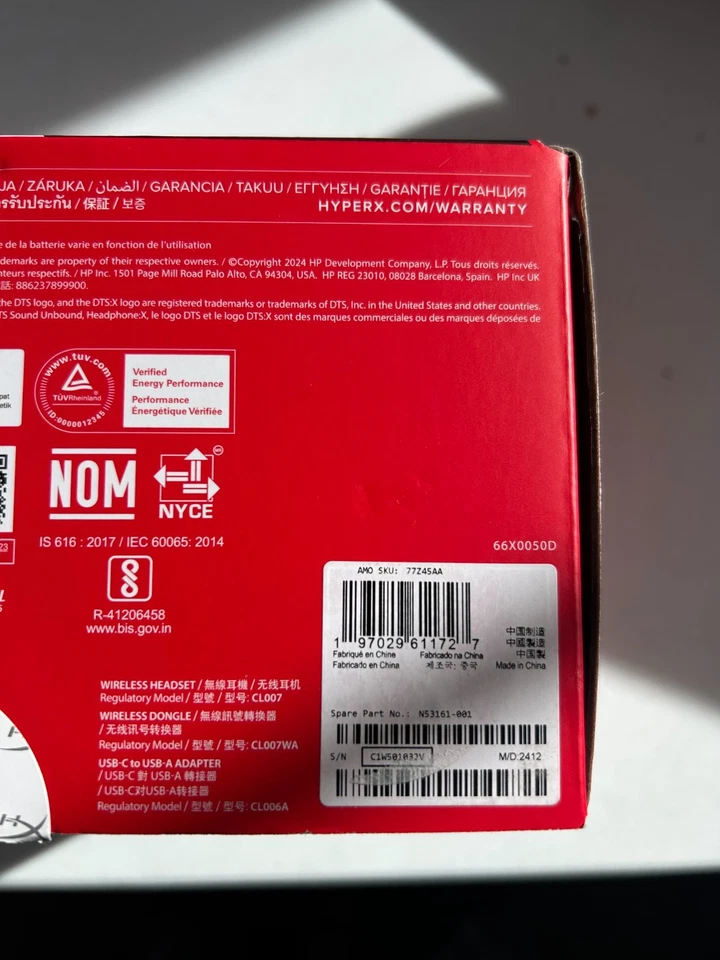 JA / ZÁRUKA / الضمان / GARANCIA / TAKUU / ΕΓΓΥΗΣΗ / GARANȚIE / ГАРАНЦИЯ
รรับประกัน / 保証 / 보증
HYPERX.COM/WARRANTY
e de la batterie varie en fonction de l'utilisation
demarks are property of their respective owners. / ©Copyright 2024 HP Development Company, L.P. Tous droits réservés.
nteurs respectifs. / HP Inc. 1501 Page Mill Road Palo Alto, CA 94304, USA. HP REG 23010, 08028 Barcelona, Spain. HP Inc UK
話: 886237899900.
the DTS logo, and the DTS:X logo are registered trademarks or trademarks of DTS, Inc. in the United States and other countries.
TS Sound Unbound, Headphone:X, le logo DTS et le logo DTS:X sont des marques commerciales ou des marques déposées de
pat
etik
www.tuv.com
TÜVRheinland
ID:0000012345
Verified
Energy Performance
Performance
Énergétique Vérifiée
NOM
NYCE
23
IS 616 : 2017 / IEC 60065: 2014
R-41206458
www.bis.gov.in
WIRELESS HEADSET / 無線耳機 / 无线耳机
Regulatory Model / 型號 / 型号: CL007
WIRELESS DONGLE / 無線訊號轉換器
/ 无线讯号转换器
Regulatory Model / 型號 / 型号: CL007WA
USB-C to USB-A ADAPTER
/ USB-C 對 USB-A 轉接器
/ USB-C对USB-A转接器
Regulatory Model / 型號 / 型号: CL006A
66X0050D
AMO SKU: 77Z45AA
1 97029 61172 7
Fabriqué en Chine Fabricado na China
Fabricado en China 제조국: 중국
中国制造
中國製造
中国製
Made in China
Spare Part No.: N53161-001
S/N
M/D:2412